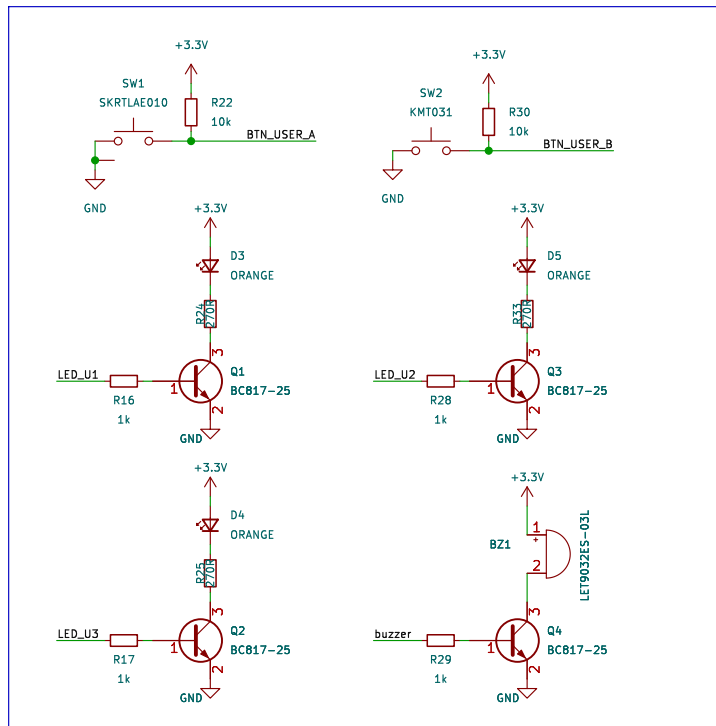 +3.3V
SW1
SKRTLAE010
R22
10k
BTN_USER_A
GND
+3.3V
SW2
KMT031
R30
10k
BTN_USER_B
GND
+3.3V
D3
ORANGE
R24
270R
3
LED_U1
R16
1k
1
Q1
BC817-25
2
GND
+3.3V
D5
ORANGE
R33
270R
3
LED_U2
R28
1k
1
Q3
BC817-25
2
GND
+3.3V
D4
ORANGE
R25
270R
3
LED_U3
R17
1k
1
Q2
BC817-25
2
GND
+3.3V
BZ1
1
+
2
LET9032ES-03L
3
buzzer
R29
1k
1
Q4
BC817-25
2
GND